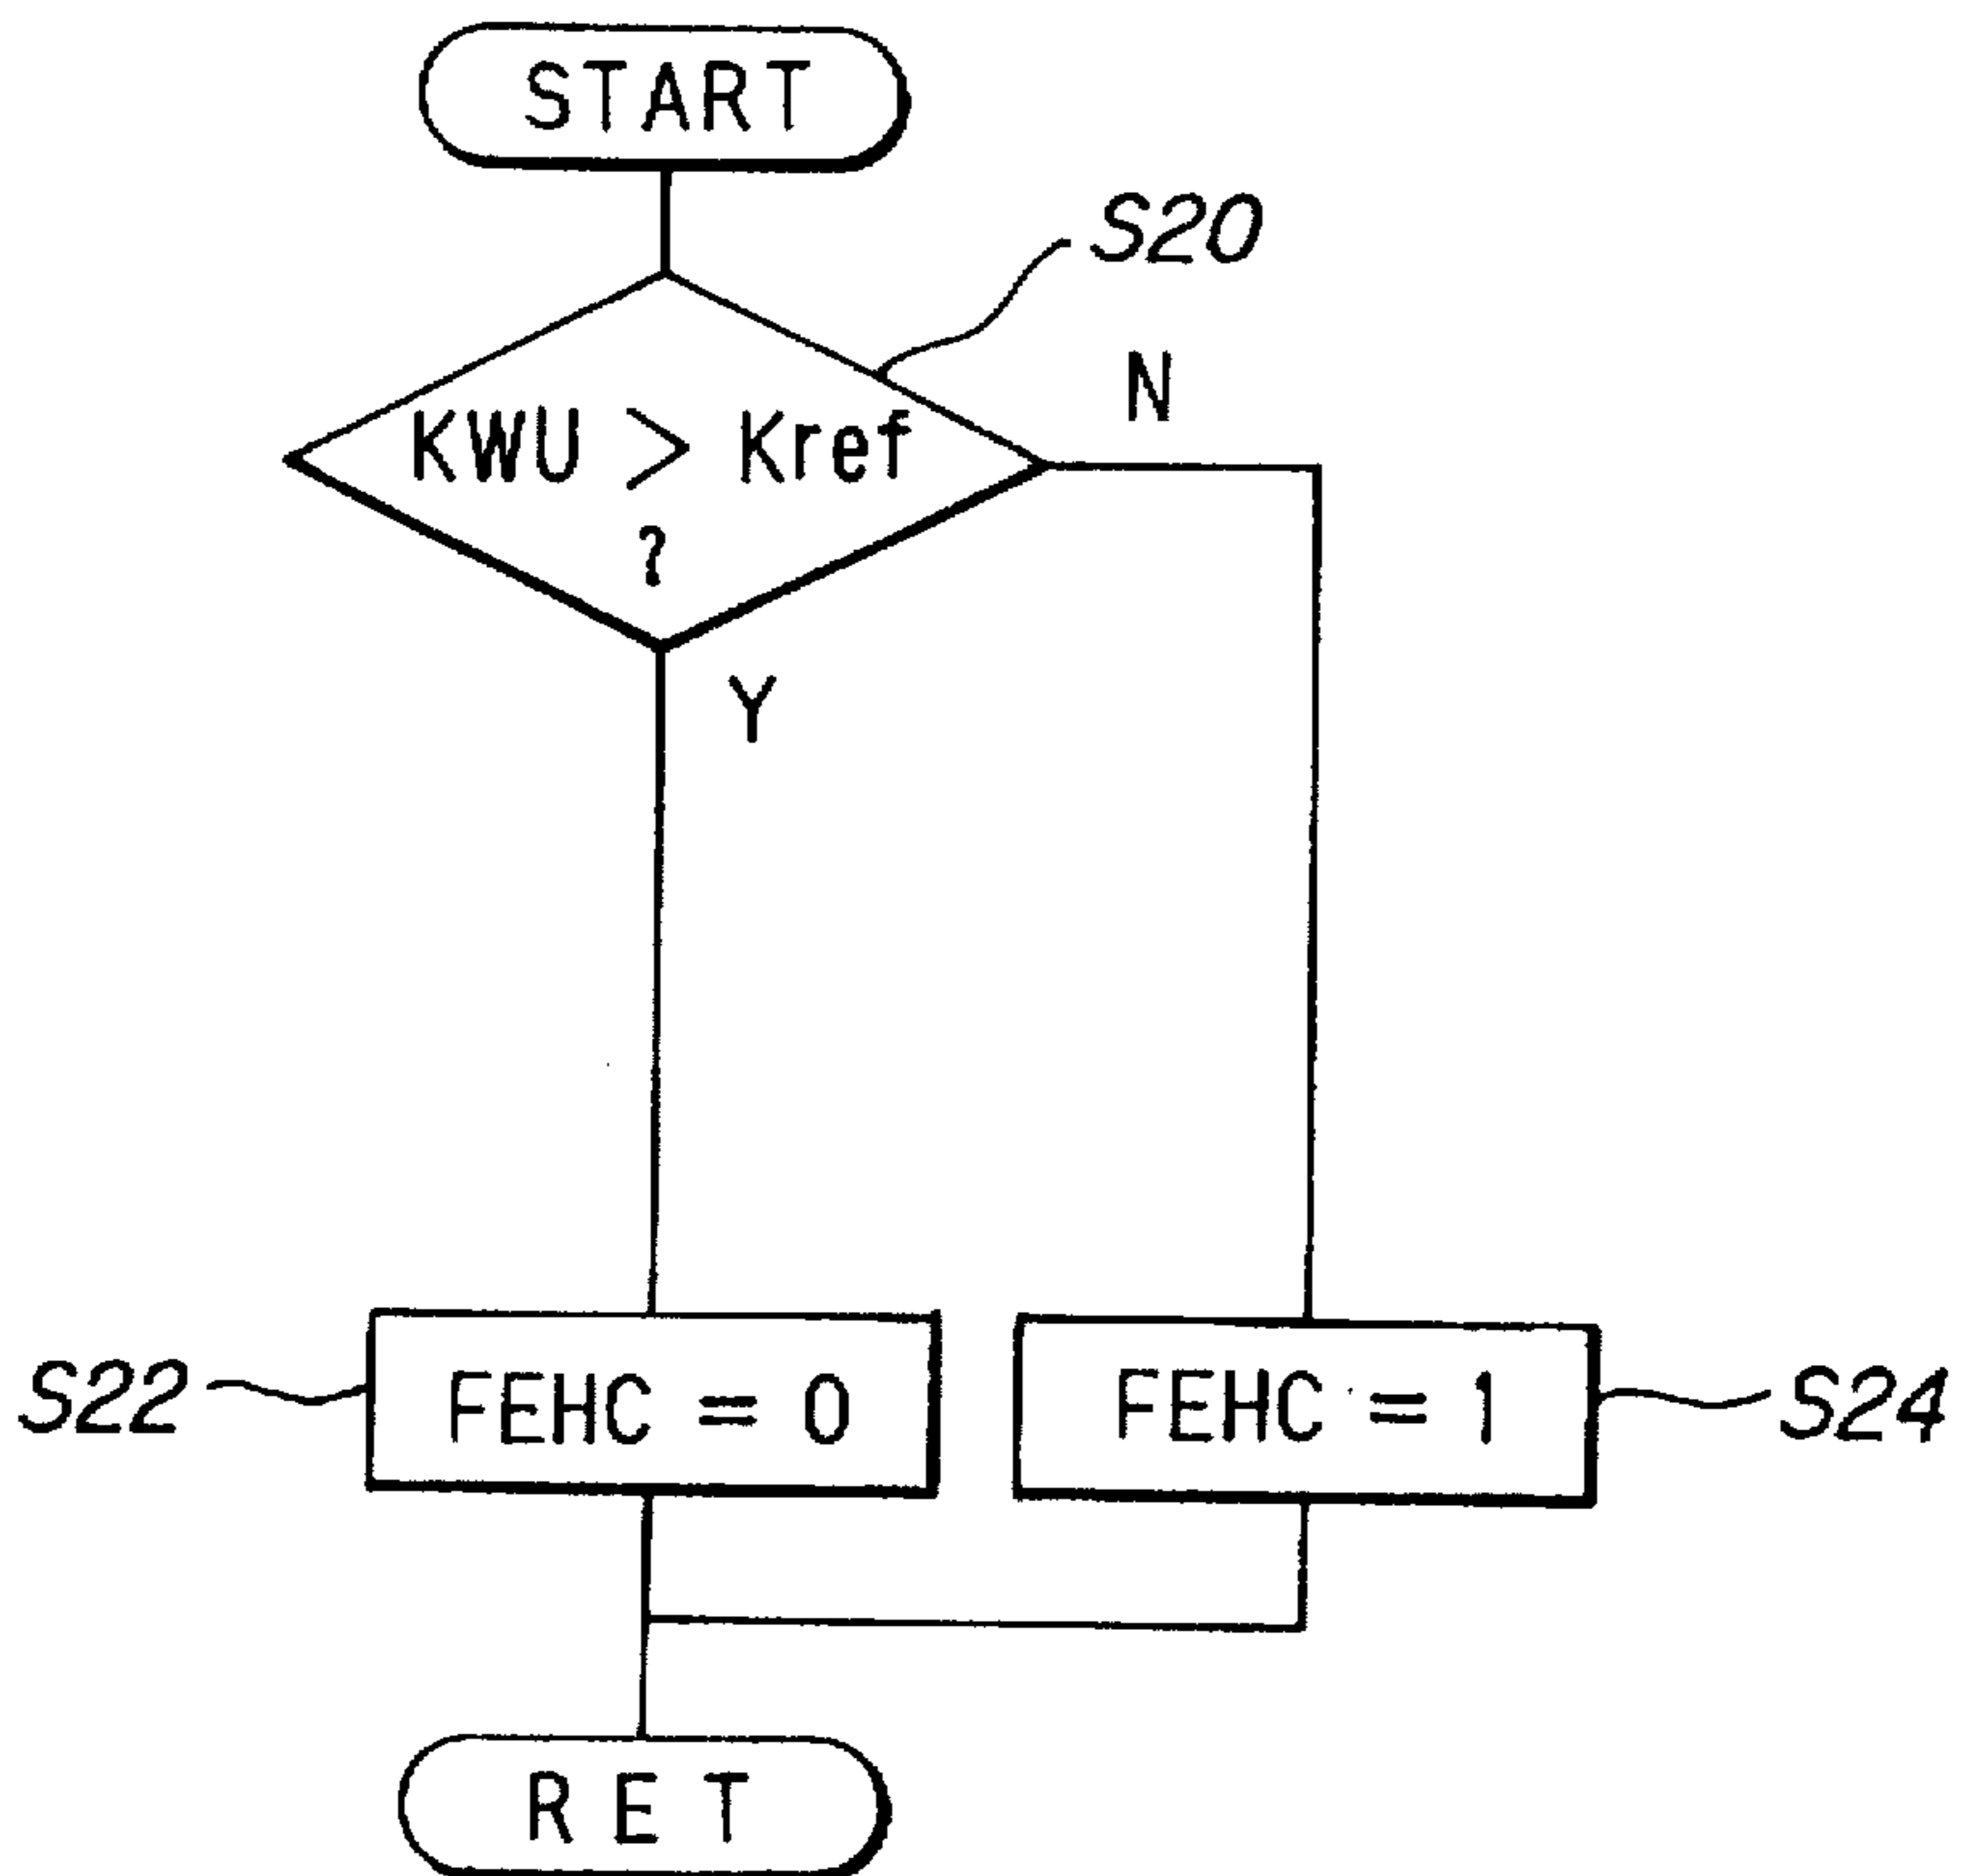 START
S20
N
KWU > Kref
?
Y
S22
FEHC = 0
FEHC = 1
S24
RET